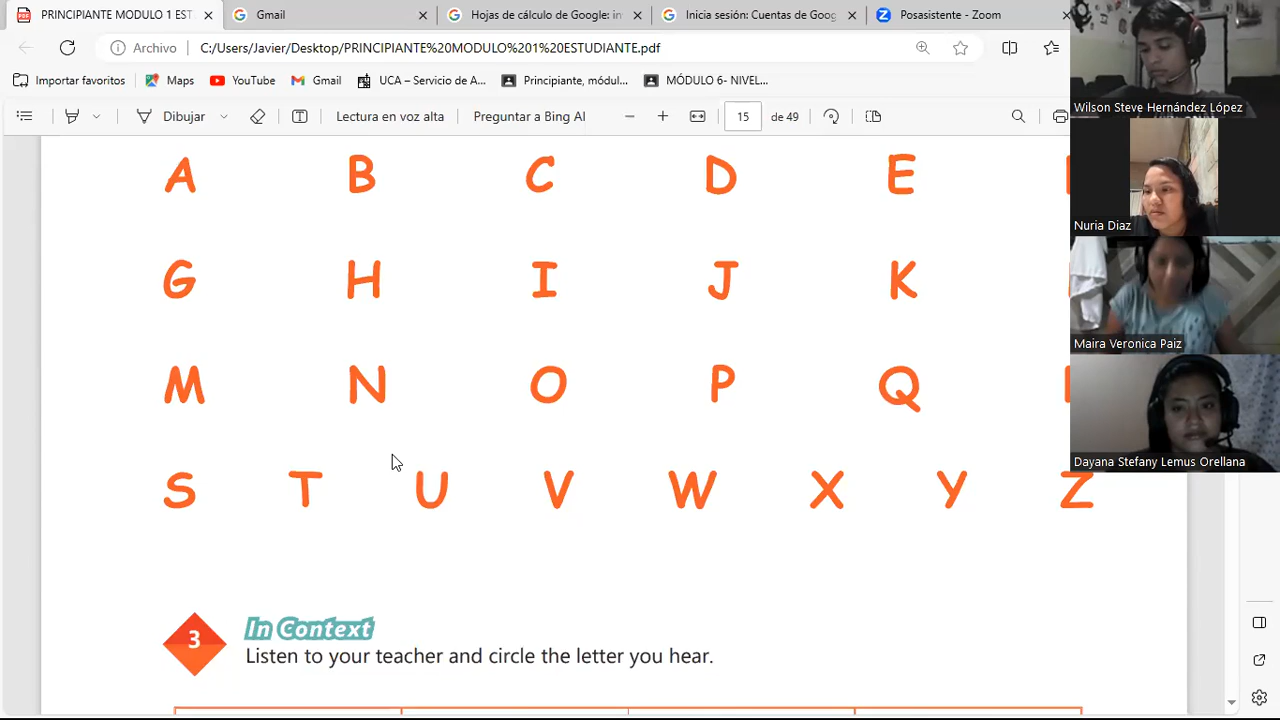 PRINCIPIANTE MODULO 1 EST
Gmail
Hojas de cálculo de Google: in
Inicia sesión: Cuentas de Goog
Posasistente - Zoom
Archivo
C:/Users/Javier/Desktop/PRINCIPIANTE%20MODULO%201%20ESTUDIANTE.pdf
Importar favoritos
Maps
YouTube
Gmail
UCA – Servicio de A...
Principiante, módul...
MÓDULO 6- NIVEL...
Dibujar
Lectura en voz alta
Preguntar a Bing AI
15
de 49
A B C D E
G H I J K
M N O P Q
S T U V W X Y Z
3
In Context
Listen to your teacher and circle the letter you hear.
Wilson Steve Hernández López
Nuria Diaz
Maira Veronica Paiz
Dayana Stefany Lemus Orellana